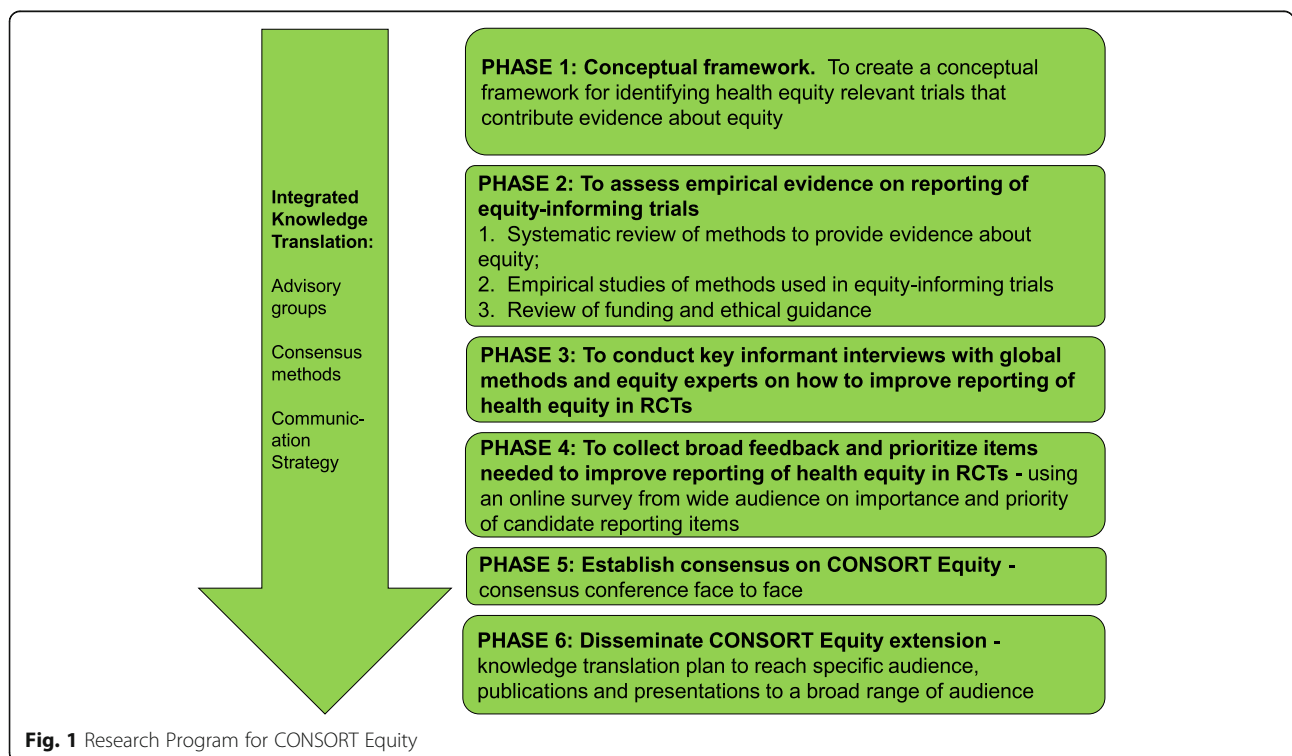 Integrated
Knowledge
Translation:
Advisory
groups
Consensus
methods
Communic-
ation
Strategy
PHASE 1: Conceptual framework. To create a conceptual
framework for identifying health equity relevant trials that
contribute evidence about equity
PHASE 2: To assess empirical evidence on reporting of
equity-informing trials
1. Systematic review of methods to provide evidence about
equity;
2. Empirical studies of methods used in equity-informing trials
3. Review of funding and ethical guidance
PHASE 3: To conduct key informant interviews with global
methods and equity experts on how to improve reporting of
health equity in RCTs
PHASE 4: To collect broad feedback and prioritize items
needed to improve reporting of health equity in RCTs - using
an online survey from wide audience on importance and priority
of candidate reporting items
PHASE 5: Establish consensus on CONSORT Equity -
consensus conference face to face
PHASE 6: Disseminate CONSORT Equity extension -
knowledge translation plan to reach specific audience,
publications and presentations to a broad range of audience
Fig. 1 Research Program for CONSORT Equity